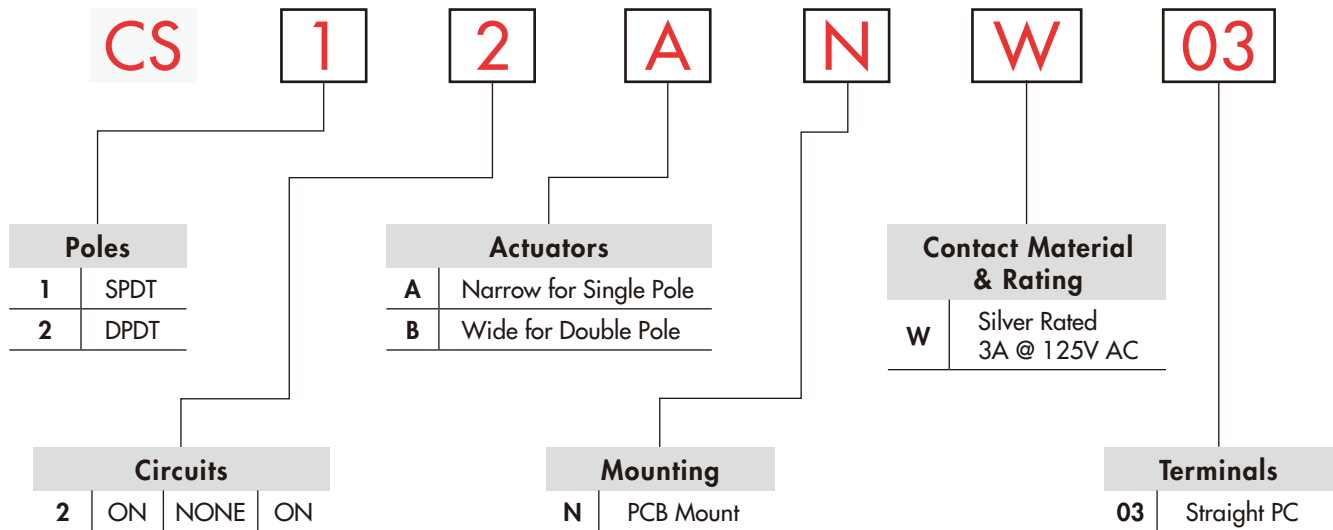 CS 1 2 A N W 03
Poles
1 SPDT
2 DPDT
Actuators
A Narrow for Single Pole
B Wide for Double Pole
Contact Material
& Rating
W Silver Rated
3A @ 125V AC
Circuits
2 ON NONE ON
Mounting
N PCB Mount
Terminals
03 Straight PC